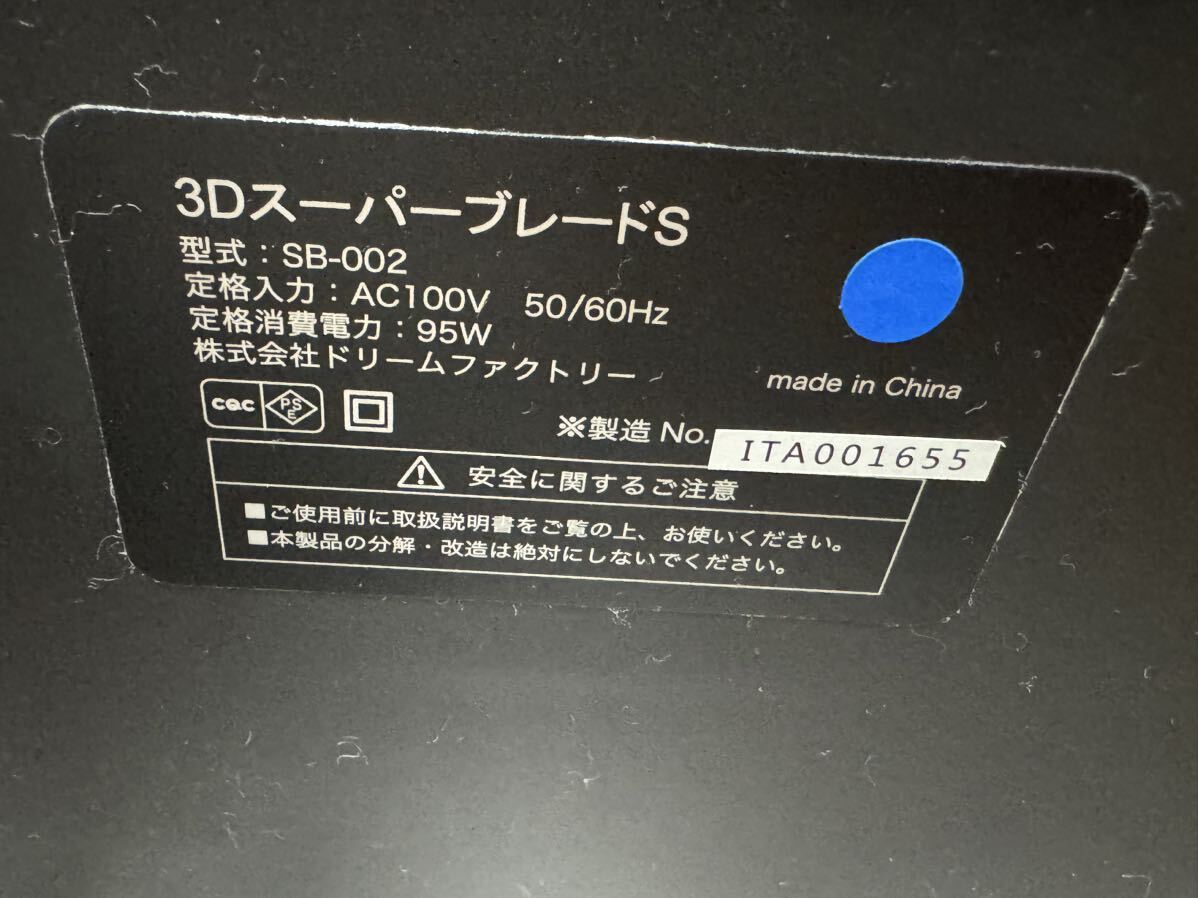 3DスーパーブレードS
型式：SB-002
定格入力：AC100V　50/60Hz
定格消費電力：95W
株式会社ドリームファクトリー
made in China
cqc PSE
※製造 No. ITA001655
安全に関するご注意
■ご使用前に取扱説明書をご覧の上、お使いください。
■本製品の分解・改造は絶対にしないでください。